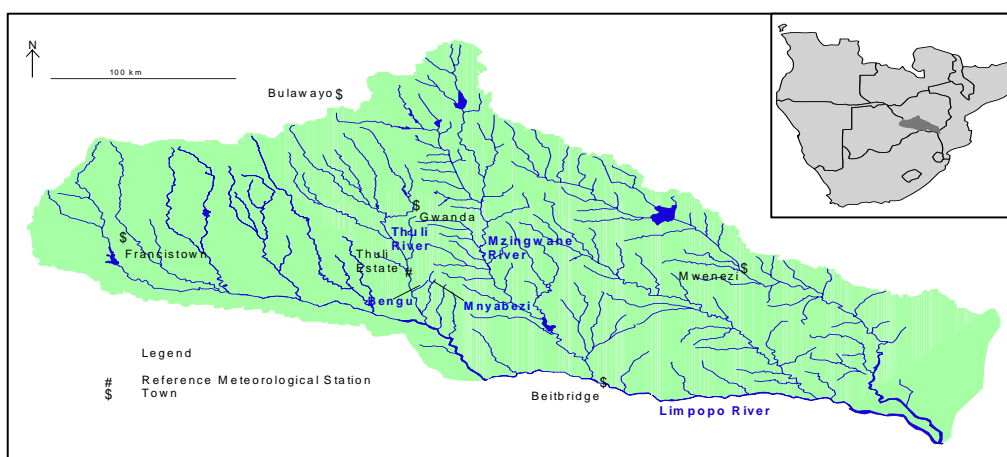 N
100 km
Bulawayo $
$
Gwanda
Thuli
River
Mzingwane
River
$
Francistown
Thuli
Estate #
Mwenezi $
Bengu
Mnyabezi
Legend
# Reference Meteorological Station
$ Town
Beitbridge $
Limpopo River